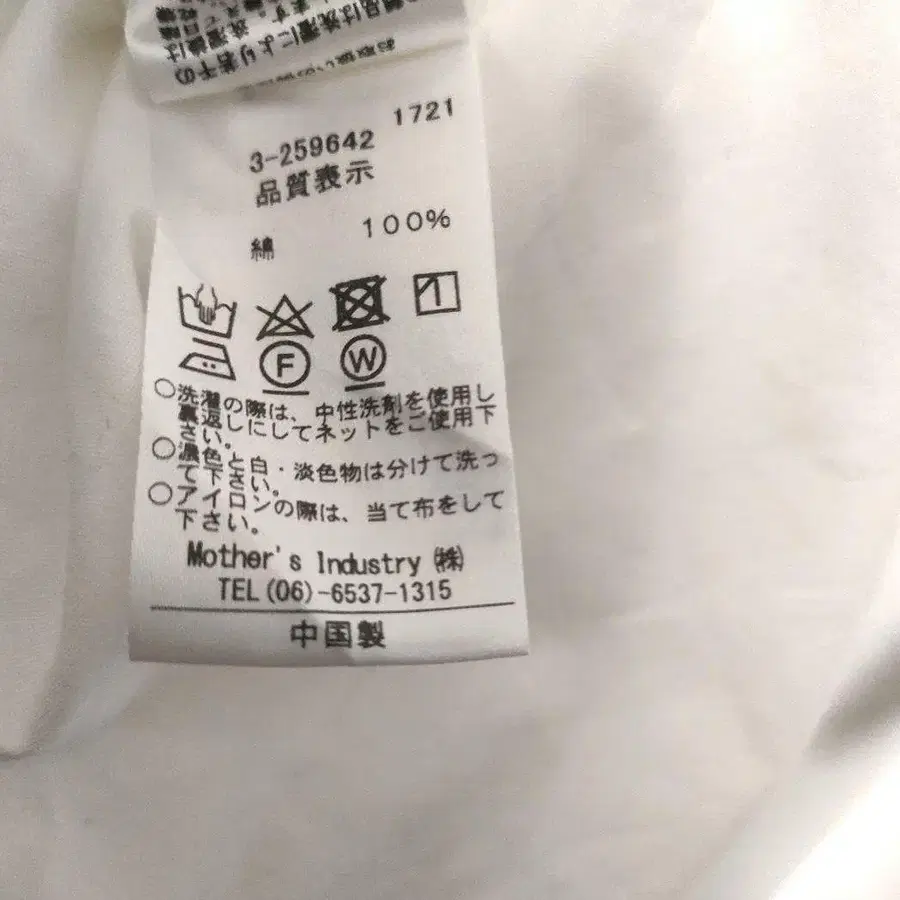 1721
3-259642
品質表示
綿 100%
F W
○洗濯の際は、中性洗剤を使用し
裏返しにしてネットをご使用下
さい。
○濃色と白・淡色物は分けて洗っ
て下さい。
○アイロンの際は、当て布をして
下さい。
Mother's Industry ㈱
TEL(06)-6537-1315
中国製